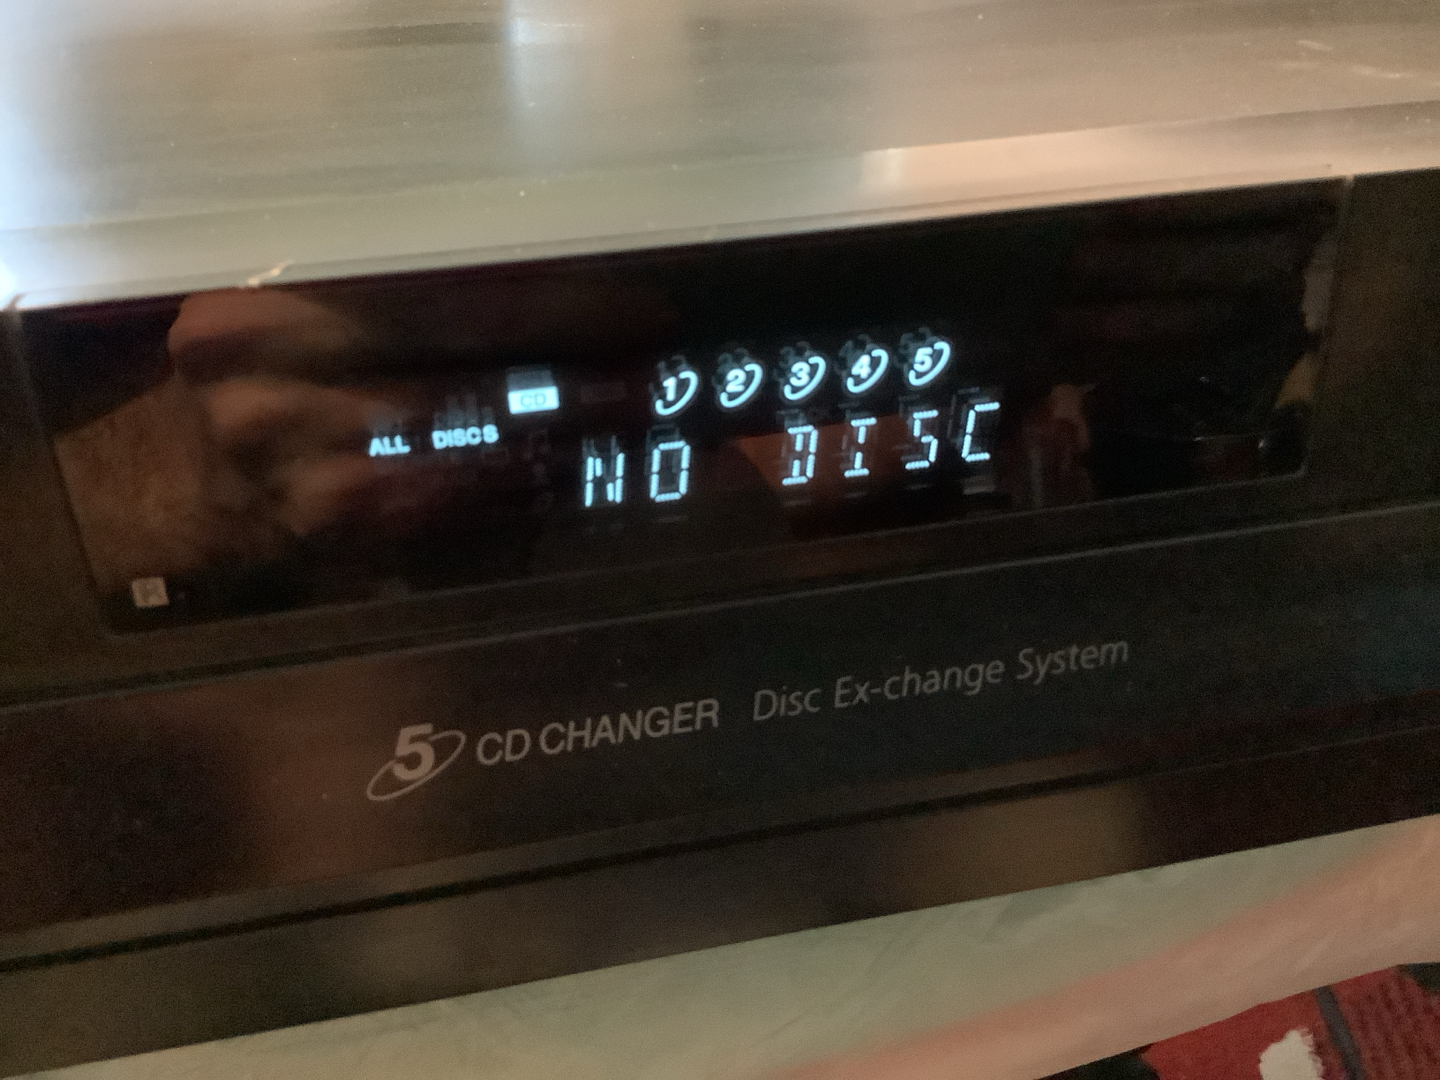 CD 1 2 3 4 5
ALL DISCS
NO DISC
R
5 CD CHANGER Disc Ex-change System